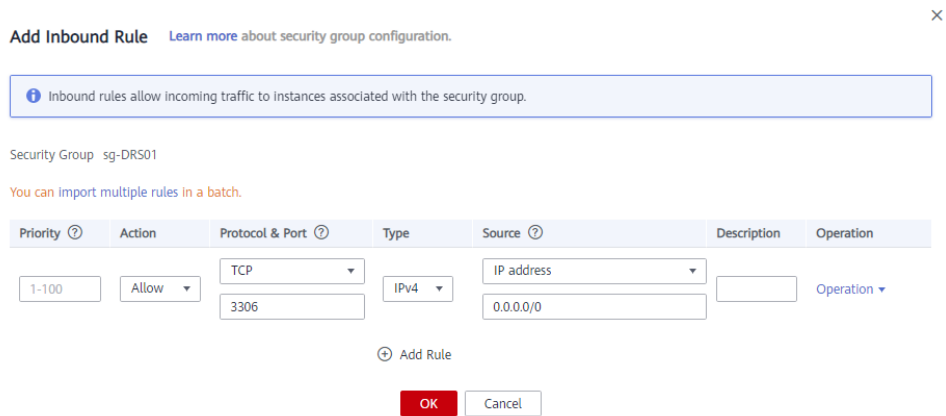 Add Inbound Rule Learn more about security group configuration.
Inbound rules allow incoming traffic to instances associated with the security group.
Security Group sg-DRS01
You can import multiple rules in a batch.
Priority Action Protocol & Port Type Source Description Operation
TCP IP address
1-100 Allow IPv4 Operation
3306 0.0.0.0/0
Add Rule
OK Cancel